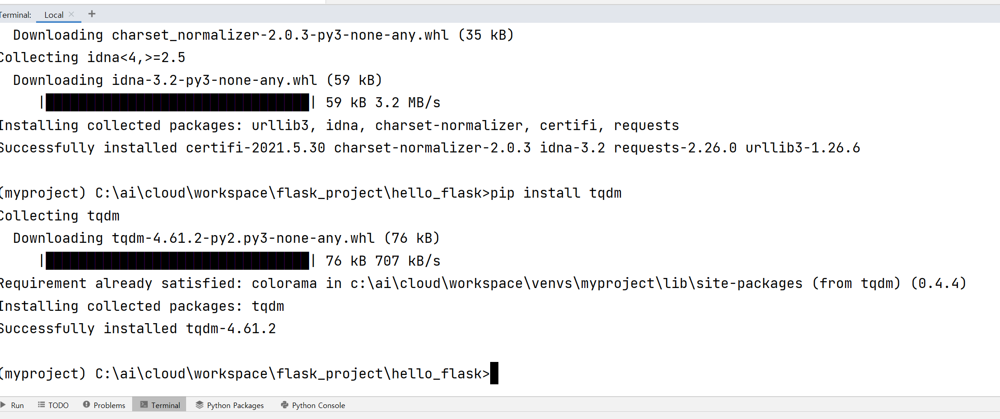 Terminal: Local × +
Downloading charset_normalizer-2.0.3-py3-none-any.whl (35 kB)
Collecting idna<4,>=2.5
Downloading idna-3.2-py3-none-any.whl (59 kB)
|████████████████████████████████| 59 kB 3.2 MB/s
Installing collected packages: urllib3, idna, charset-normalizer, certifi, requests
Successfully installed certifi-2021.5.30 charset-normalizer-2.0.3 idna-3.2 requests-2.26.0 urllib3-1.26.6
(myproject) C:\ai\cloud\workspace\flask_project\hello_flask>pip install tqdm
Collecting tqdm
Downloading tqdm-4.61.2-py2.py3-none-any.whl (76 kB)
|████████████████████████████████| 76 kB 707 kB/s
Requirement already satisfied: colorama in c:\ai\cloud\workspace\venvs\myproject\lib\site-packages (from tqdm) (0.4.4)
Installing collected packages: tqdm
Successfully installed tqdm-4.61.2
(myproject) C:\ai\cloud\workspace\flask_project\hello_flask>
Run TODO Problems Terminal Python Packages Python Console